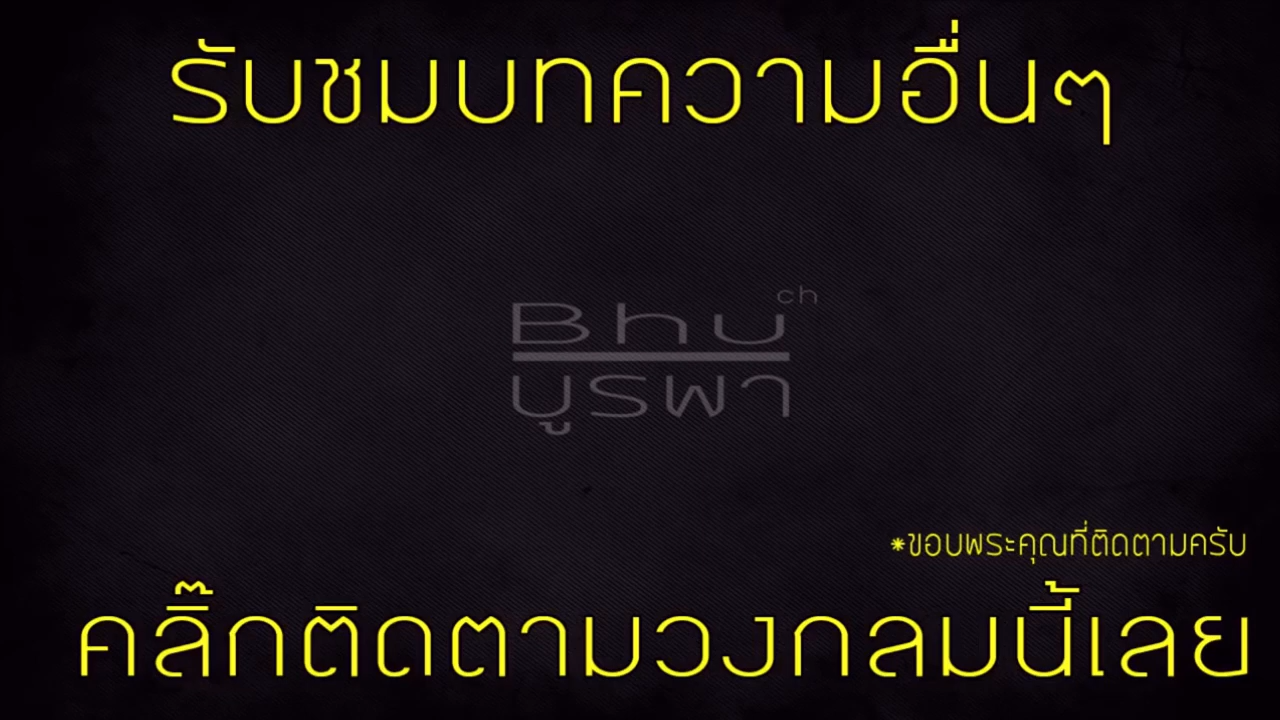 รับชมบทความอื่นๆ
Bhu ch
บูรพา
*ขอบพระคุณที่ติดตามครับ
คลิ๊กติดตามวงกลมนี้เลย